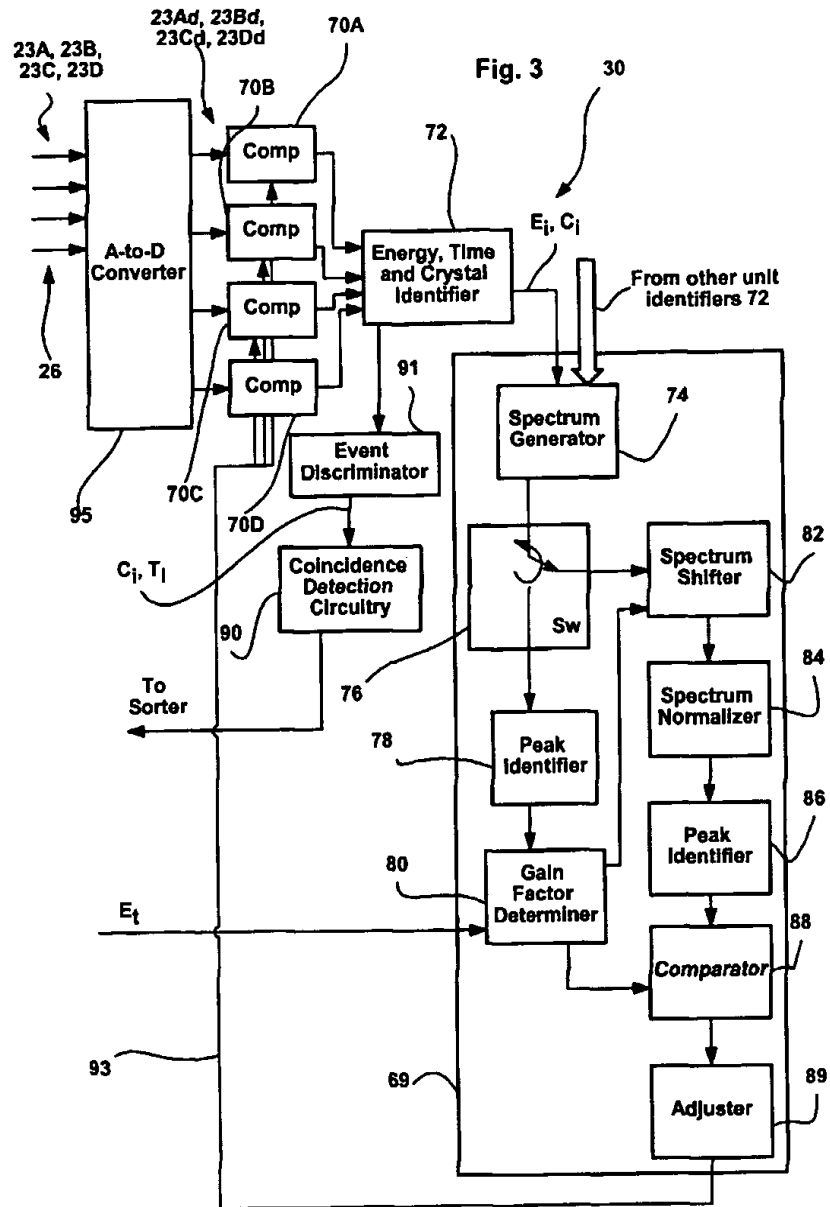 23Ad, 23Bd,
23Cd, 23Dd
70A
23A, 23B,
23C, 23D
70B
Fig. 3
30
72
Comp
Comp
Comp
Comp
A-to-D
Converter
Energy, Time
and Crystal
Identifier
Ei, Ci
From other unit
identifiers 72
26
91
Spectrum
Generator
74
Event
Discriminator
95
70C
70D
Ci, Ti
Coincidence
Detection
Circuitry
90
Sw
76
Spectrum
Shifter
82
To
Sorter
84
Spectrum
Normalizer
78
Peak
Identifier
86
Peak
Identifier
80
Gain
Factor
Determiner
Et
88
Comparator
93
69
89
Adjuster